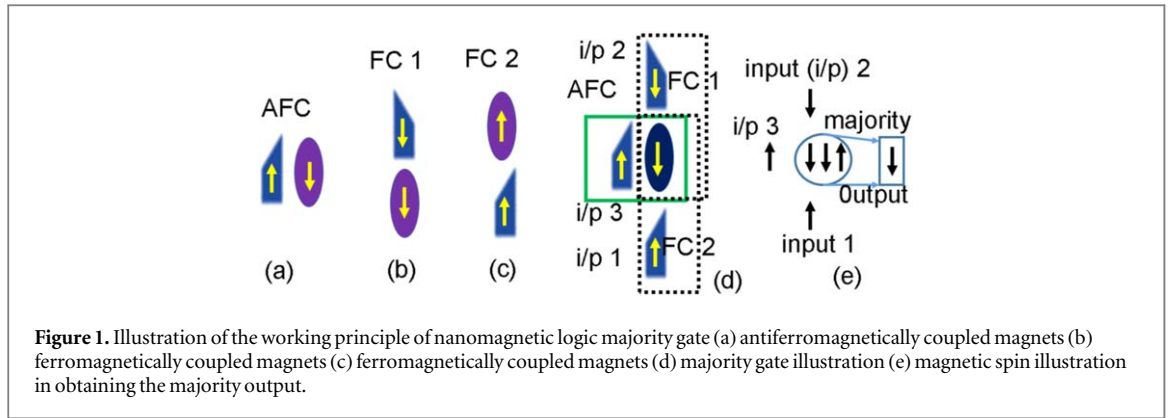 AFC
(a)
FC 1
(b)
FC 2
(c)
i/p 2
AFC
FC 1
i/p 3
i/p 1
FC 2
(d)
input (i/p) 2
i/p 3
majority
0utput
input 1
(e)
Figure 1. Illustration of the working principle of nanomagnetic logic majority gate (a) antiferromagnetically coupled magnets (b)
ferromagnetically coupled magnets (c) ferromagnetically coupled magnets (d) majority gate illustration (e) magnetic spin illustration
in obtaining the majority output.